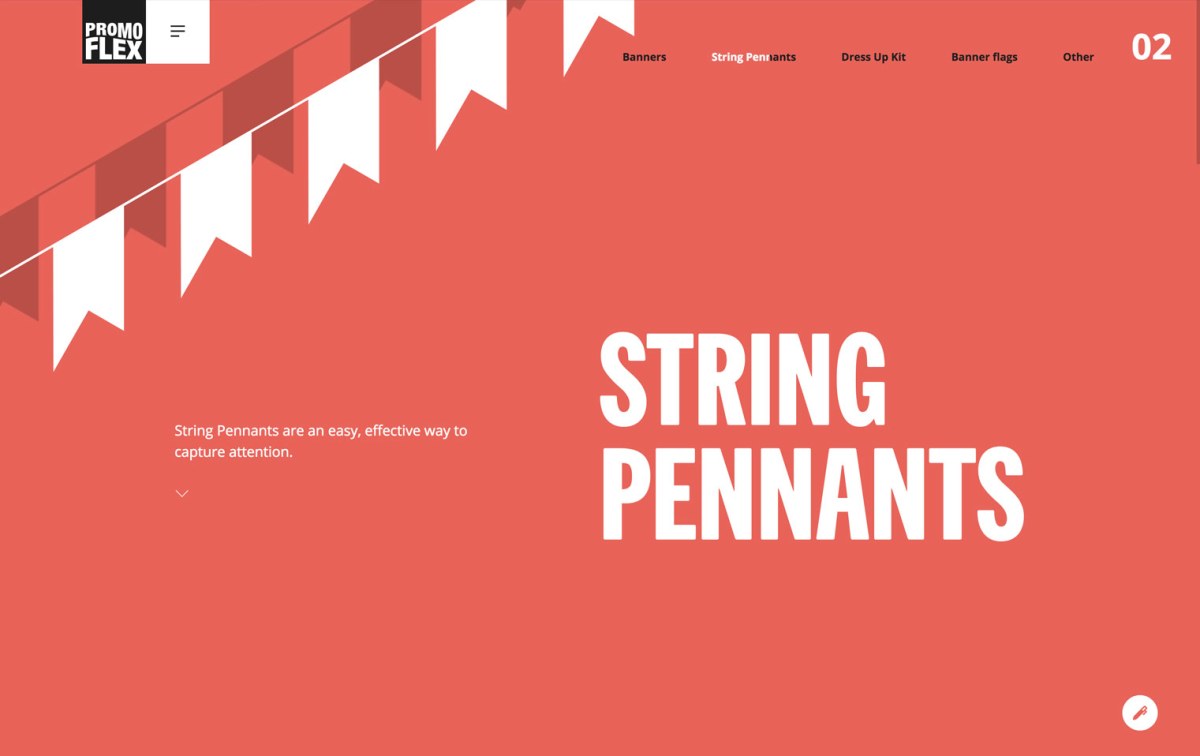 PROMO
FLEX
Banners String Pennants Dress Up Kit Banner flags Other 02
STRING
PENNANTS
String Pennants are an easy, effective way to
capture attention.